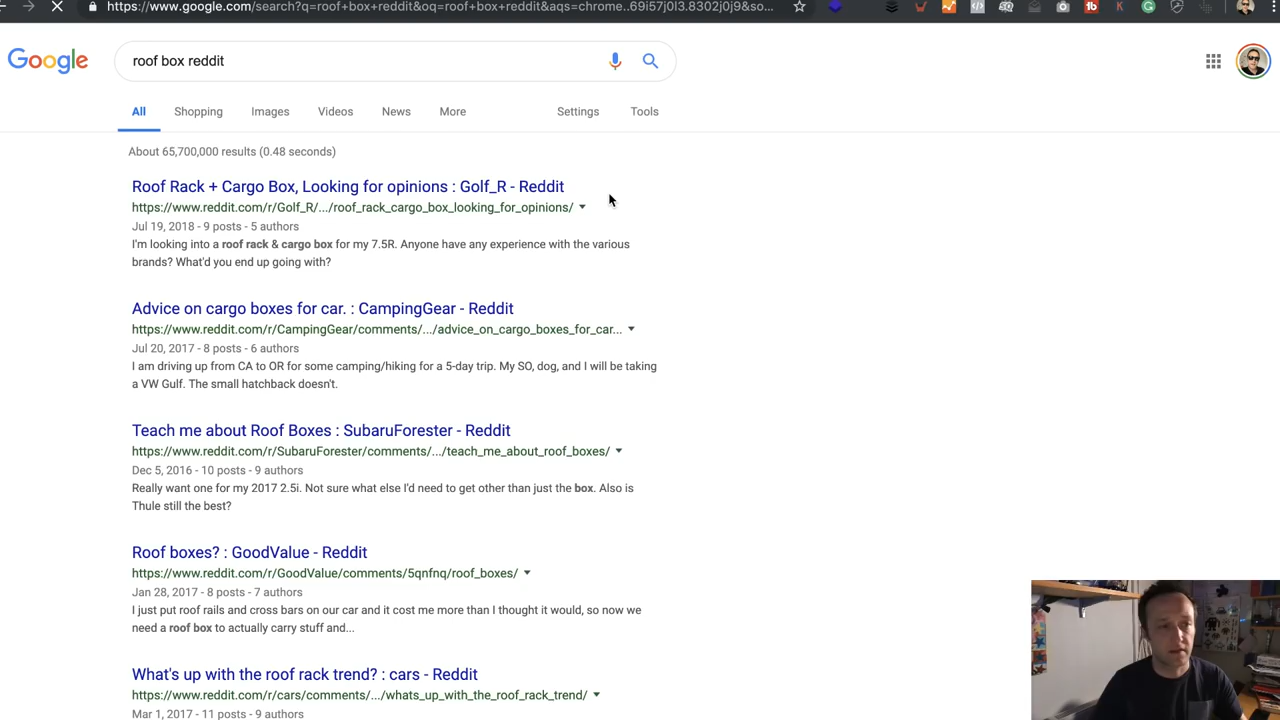 https://www.google.com/search?q=roof+box+reddit&oq=roof+box+reddit&aqs=chrome..69i57j0l3.8302j0j9&so...
Google
roof box reddit
All Shopping Images Videos News More Settings Tools
About 65,700,000 results (0.48 seconds)
Roof Rack + Cargo Box, Looking for opinions : Golf_R - Reddit
https://www.reddit.com/r/Golf_R/.../roof_rack_cargo_box_looking_for_opinions/
Jul 19, 2018 - 9 posts - 5 authors
I'm looking into a roof rack & cargo box for my 7.5R. Anyone have any experience with the various
brands? What'd you end up going with?
Advice on cargo boxes for car. : CampingGear - Reddit
https://www.reddit.com/r/CampingGear/comments/.../advice_on_cargo_boxes_for_car...
Jul 20, 2017 - 8 posts - 6 authors
I am driving up from CA to OR for some camping/hiking for a 5-day trip. My SO, dog, and I will be taking
a VW Gulf. The small hatchback doesn't.
Teach me about Roof Boxes : SubaruForester - Reddit
https://www.reddit.com/r/SubaruForester/comments/.../teach_me_about_roof_boxes/
Dec 5, 2016 - 10 posts - 9 authors
Really want one for my 2017 2.5i. Not sure what else I'd need to get other than just the box. Also is
Thule still the best?
Roof boxes? : GoodValue - Reddit
https://www.reddit.com/r/GoodValue/comments/5qnfnq/roof_boxes/
Jan 28, 2017 - 8 posts - 7 authors
I just put roof rails and cross bars on our car and it cost me more than I thought it would, so now we
need a roof box to actually carry stuff and...
What's up with the roof rack trend? : cars - Reddit
https://www.reddit.com/r/cars/comments/.../whats_up_with_the_roof_rack_trend/
Mar 1, 2017 - 11 posts - 9 authors